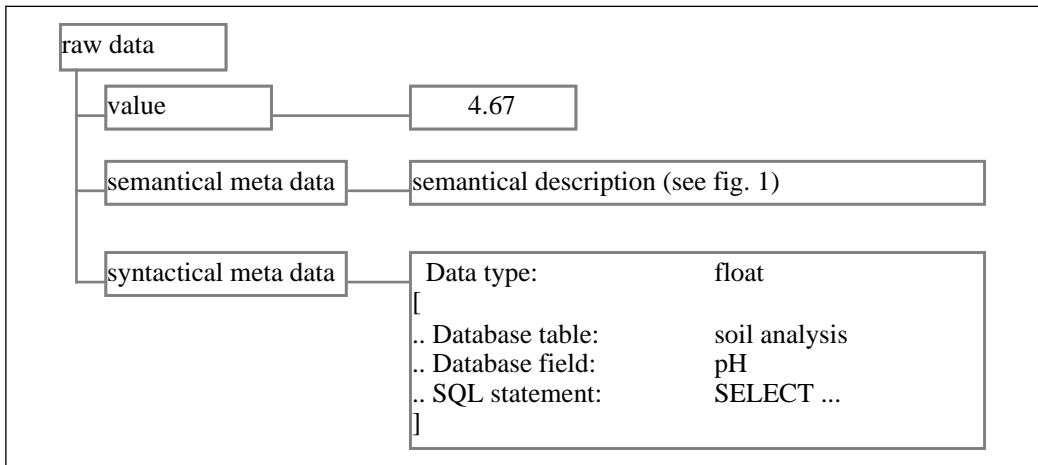 raw data
value 4.67
semantical meta data semantical description (see fig. 1)
syntactical meta data Data type: float
[
.. Database table: soil analysis
.. Database field: pH
.. SQL statement: SELECT ...
]